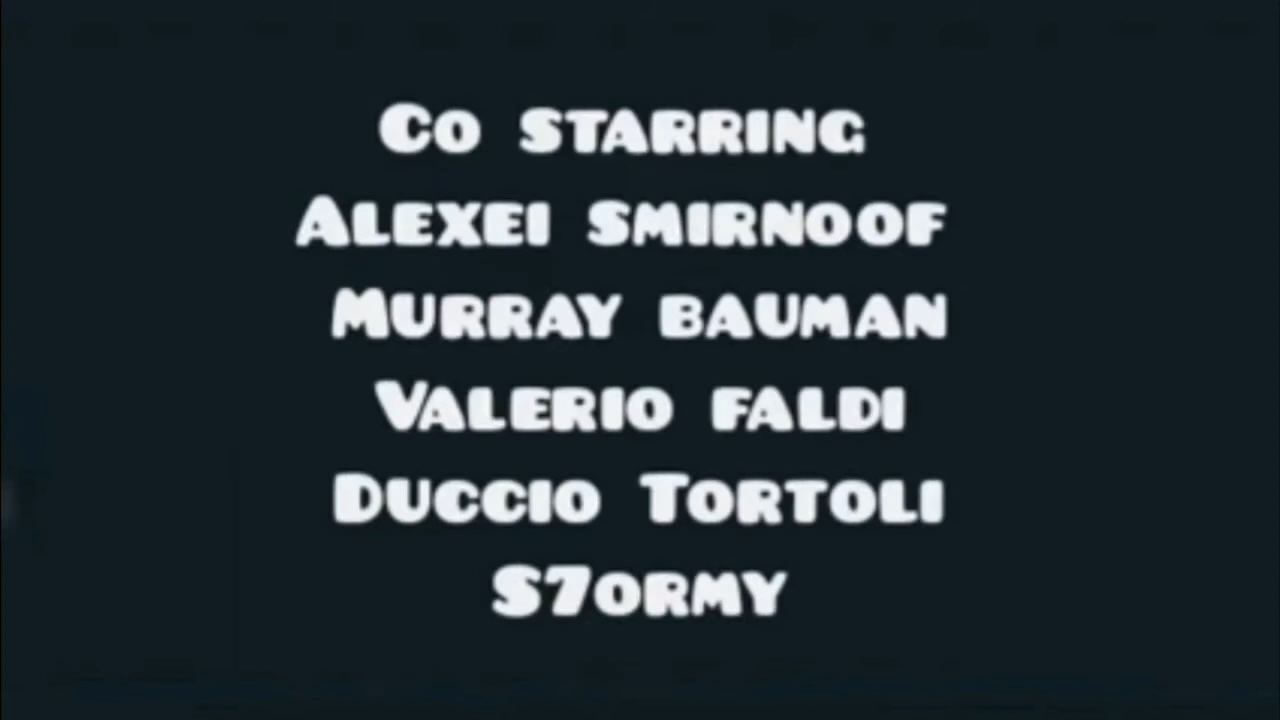 Co starring
Alexei Smirnoof
Murray bauman
Valerio faldi
Duccio Tortoli
S7ormy